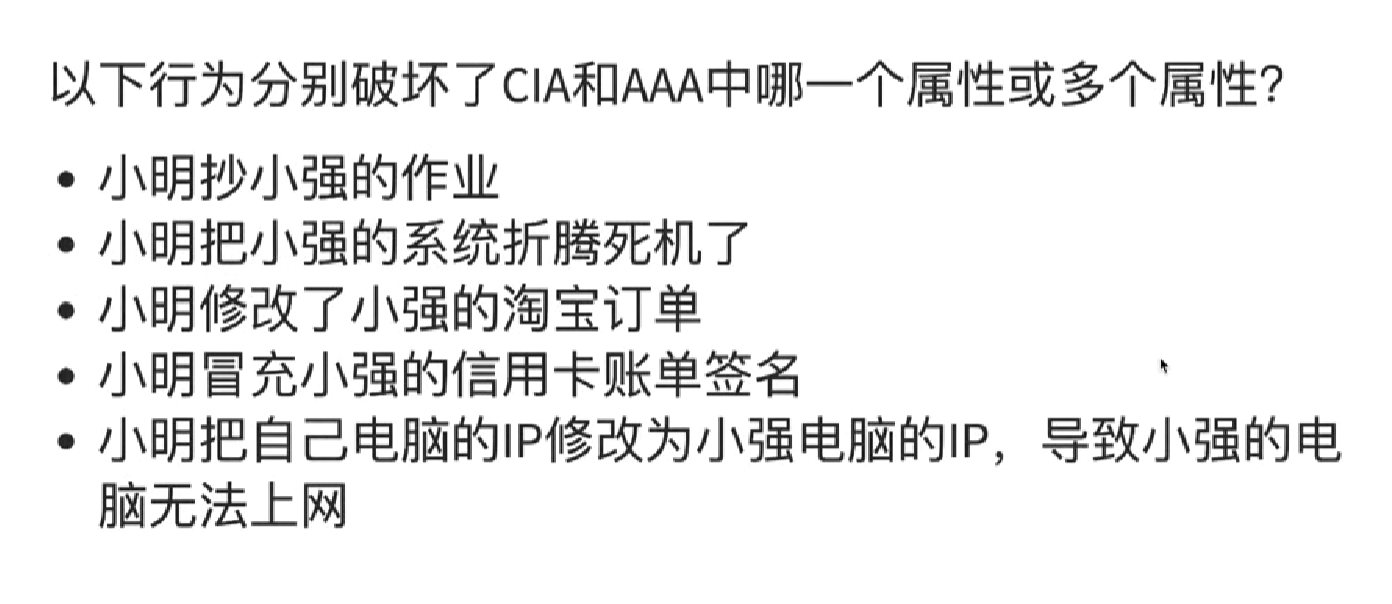 以下行为分别破坏了CIA和AAA中哪一个属性或多个属性?
• 小明抄小强的作业
• 小明把小强的系统折腾死机了
• 小明修改了小强的淘宝订单
• 小明冒充小强的信用卡账单签名
• 小明把自己电脑的IP修改为小强电脑的IP，导致小强的电
脑无法上网